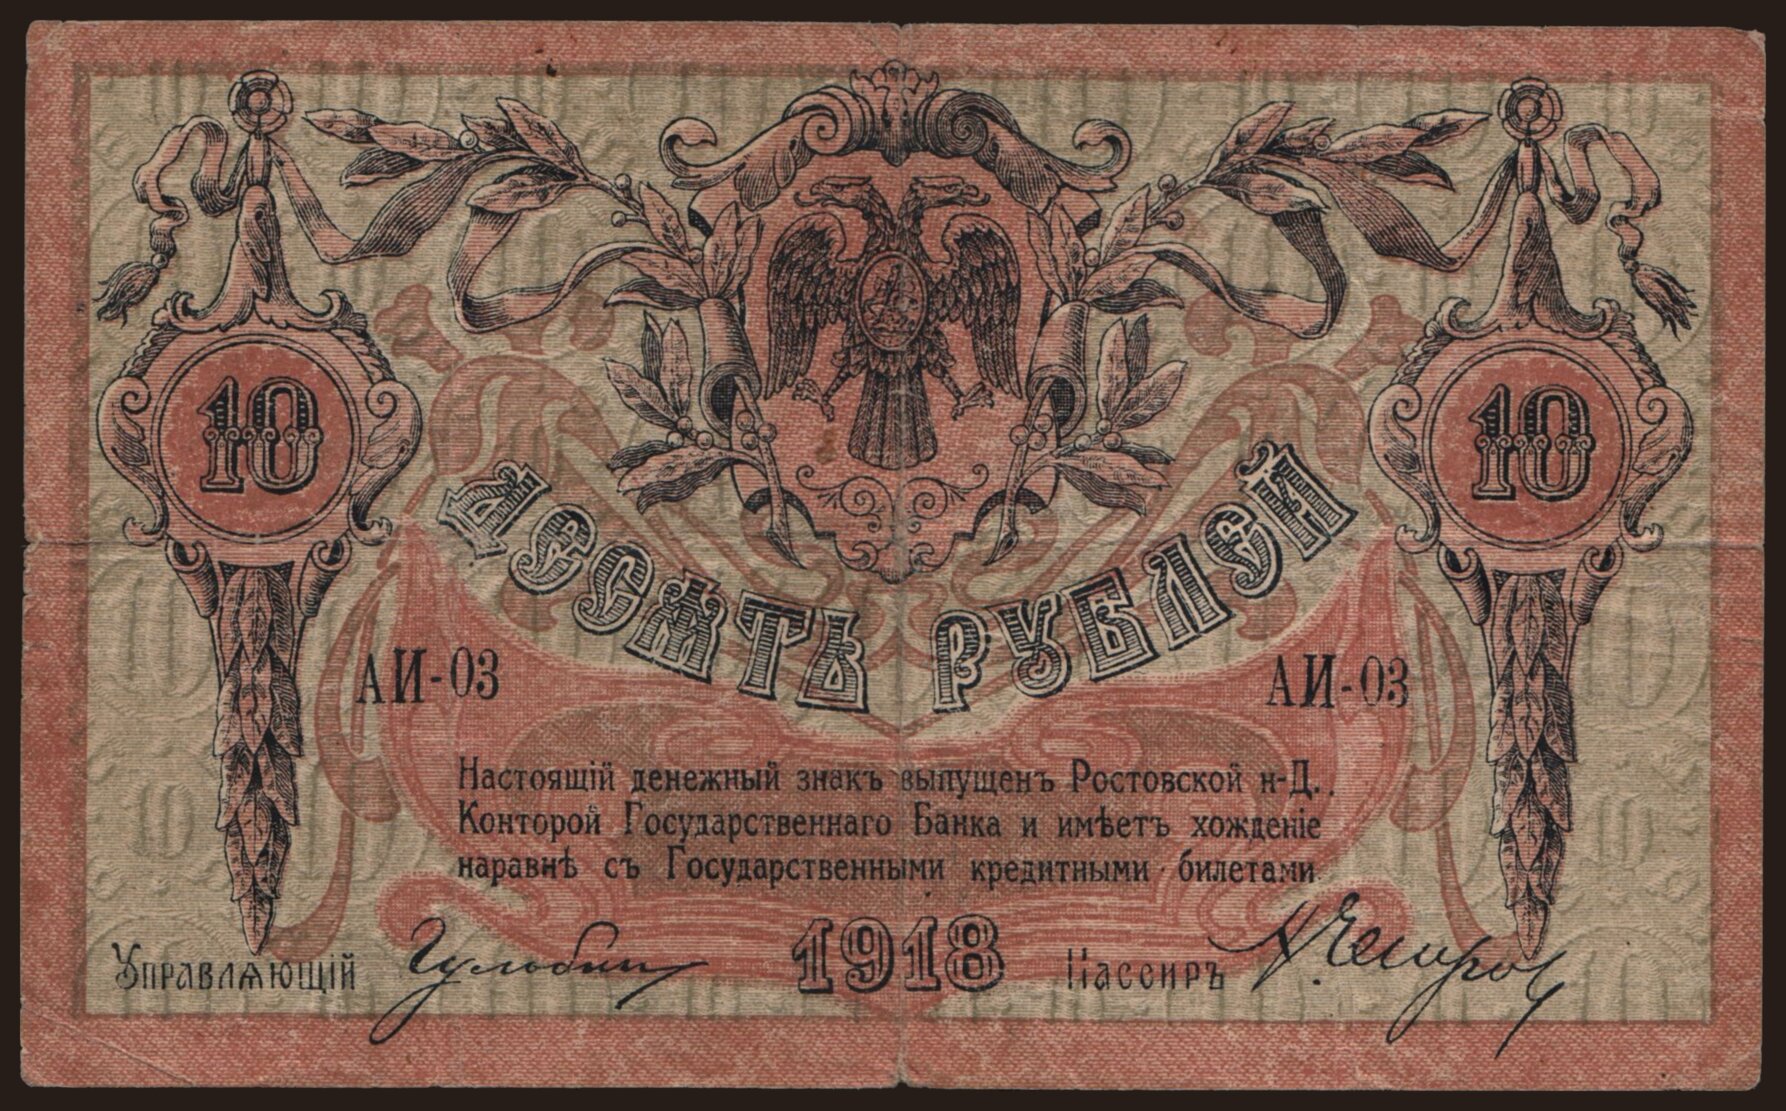 10
10
ДЕСЯТЬ РУБЛЕЙ
АИ-03
АИ-03
Настоящій денежный знакъ выпущенъ Ростовской н-Д.
Конторой Государственнаго Банка и имѣетъ хожденіе
наравнѣ съ Государственными кредитными билетами.
1918
Управляющій
Кассиръ